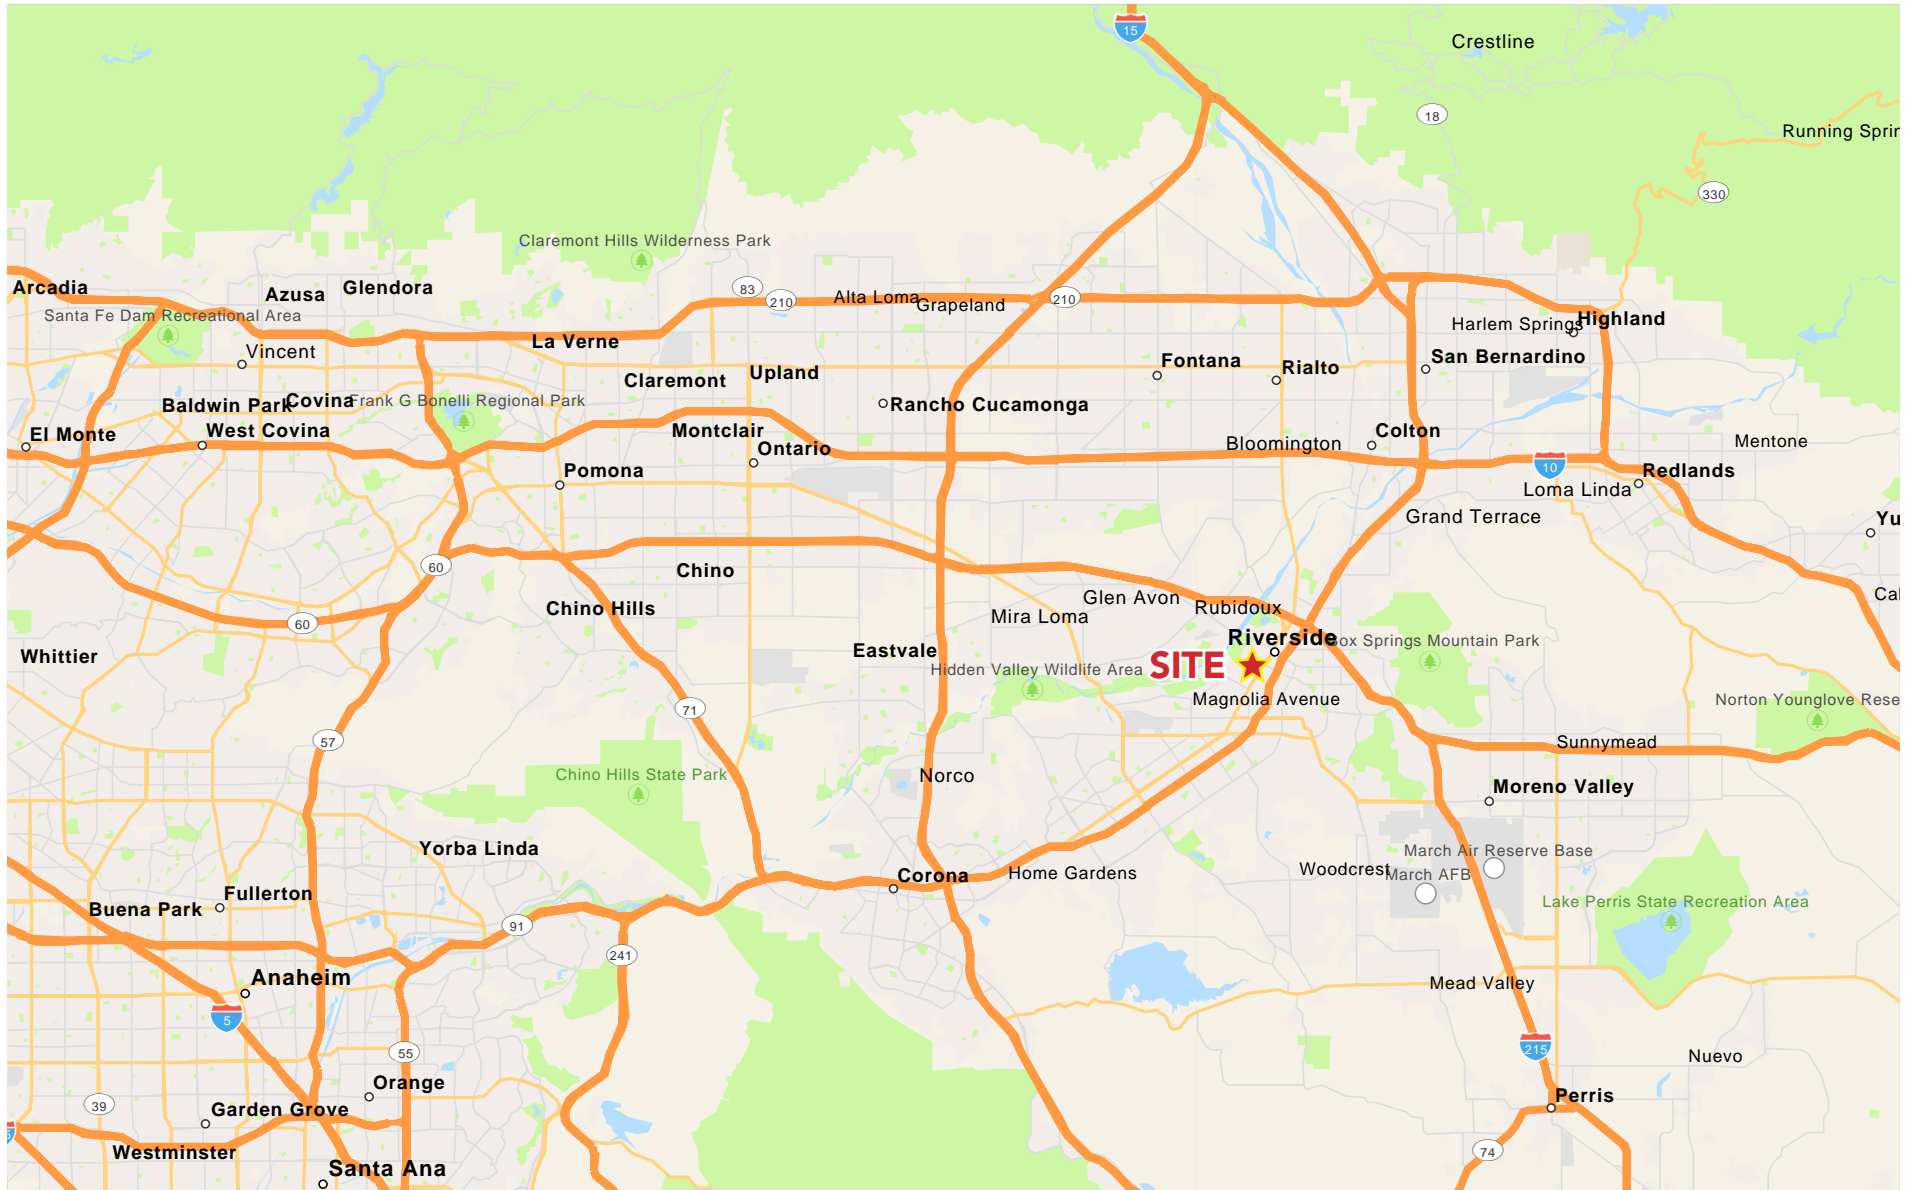 15
Crestline
18
Running Sprin
330
Claremont Hills Wilderness Park
Arcadia
Azusa
Glendora
83
210
Alta Loma
Grapeland
210
Santa Fe Dam Recreational Area
Harlem Springs
Highland
Vincent
La Verne
San Bernardino
Fontana
Rialto
Claremont
Upland
Baldwin Park
Covina
Frank G Bonelli Regional Park
Rancho Cucamonga
El Monte
West Covina
Montclair
Ontario
Bloomington
Colton
Mentone
Pomona
10
Redlands
Loma Linda
Grand Terrace
Yu
60
Chino
Cal
Chino Hills
Glen Avon
Rubidoux
Mira Loma
60
Whittier
Eastvale
Riverside
Box Springs Mountain Park
Hidden Valley Wildlife Area
SITE
Magnolia Avenue
Norton Younglove Rese
71
57
Sunnymead
Chino Hills State Park
Norco
Moreno Valley
Yorba Linda
March Air Reserve Base
Woodcrest
March AFB
Corona
Home Gardens
Fullerton
Buena Park
Lake Perris State Recreation Area
91
241
Anaheim
Mead Valley
5
55
215
Nuevo
Orange
Perris
39
Garden Grove
Westminster
74
Santa Ana